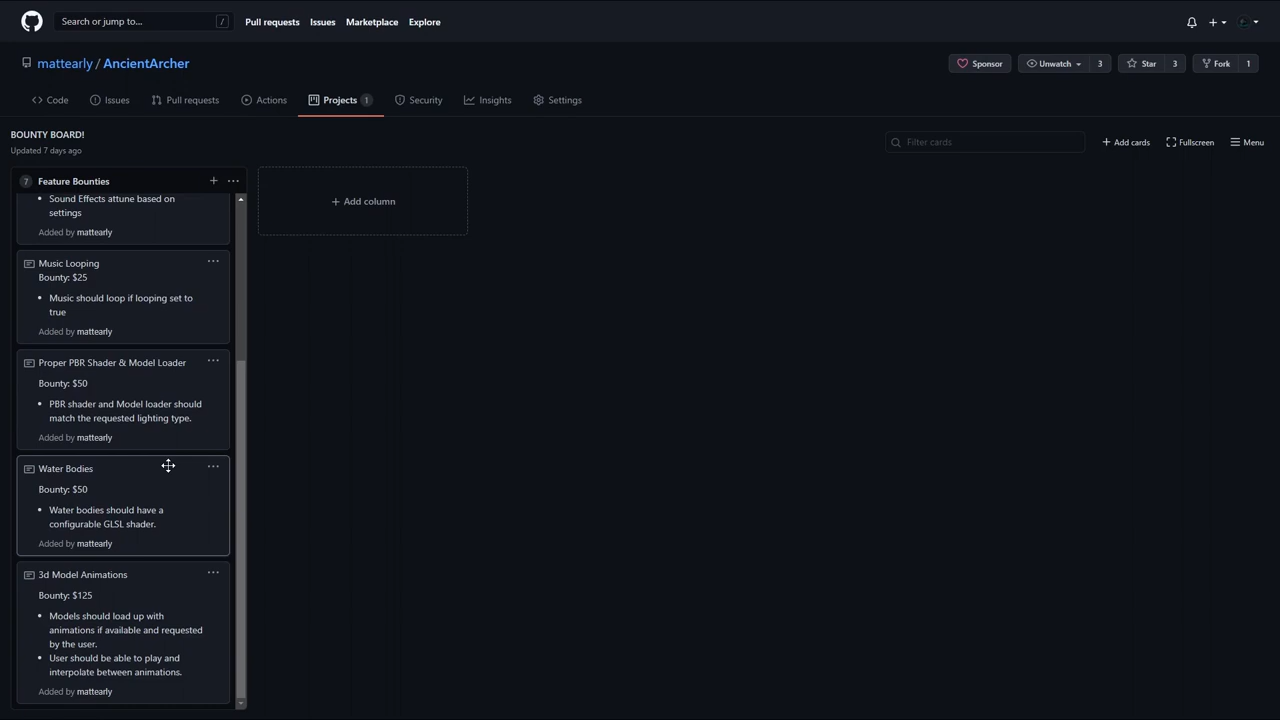 Search or jump to... /
Pull requests Issues Marketplace Explore
mattearly / AncientArcher
Sponsor Unwatch 3 Star 3 Fork 1
Code Issues Pull requests Actions Projects 1 Security Insights Settings
BOUNTY BOARD!
Updated 7 days ago
Filter cards + Add cards Fullscreen Menu
7 Feature Bounties + ...
+ Add column
• Sound Effects attune based on
settings
Added by mattearly
Music Looping ...
Bounty: $25
• Music should loop if looping set to
true
Added by mattearly
Proper PBR Shader & Model Loader ...
Bounty: $50
• PBR shader and Model loader should
match the requested lighting type.
Added by mattearly
Water Bodies ...
Bounty: $50
• Water bodies should have a
configurable GLSL shader.
Added by mattearly
3d Model Animations ...
Bounty: $125
• Models should load up with
animations if available and requested
by the user.
• User should be able to play and
interpolate between animations.
Added by mattearly